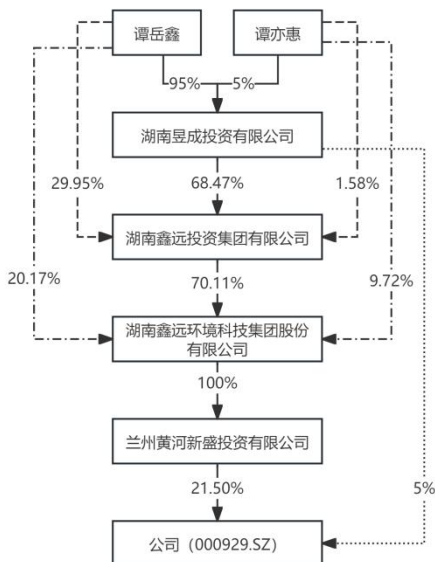 谭岳鑫
谭亦惠
95%
5%
湖南昱成投资有限公司
29.95%
68.47%
1.58%
湖南鑫远投资集团有限公司
20.17%
70.11%
9.72%
湖南鑫远环境科技集团股份
有限公司
100%
兰州黄河新盛投资有限公司
21.50%
5%
公司（000929.SZ）